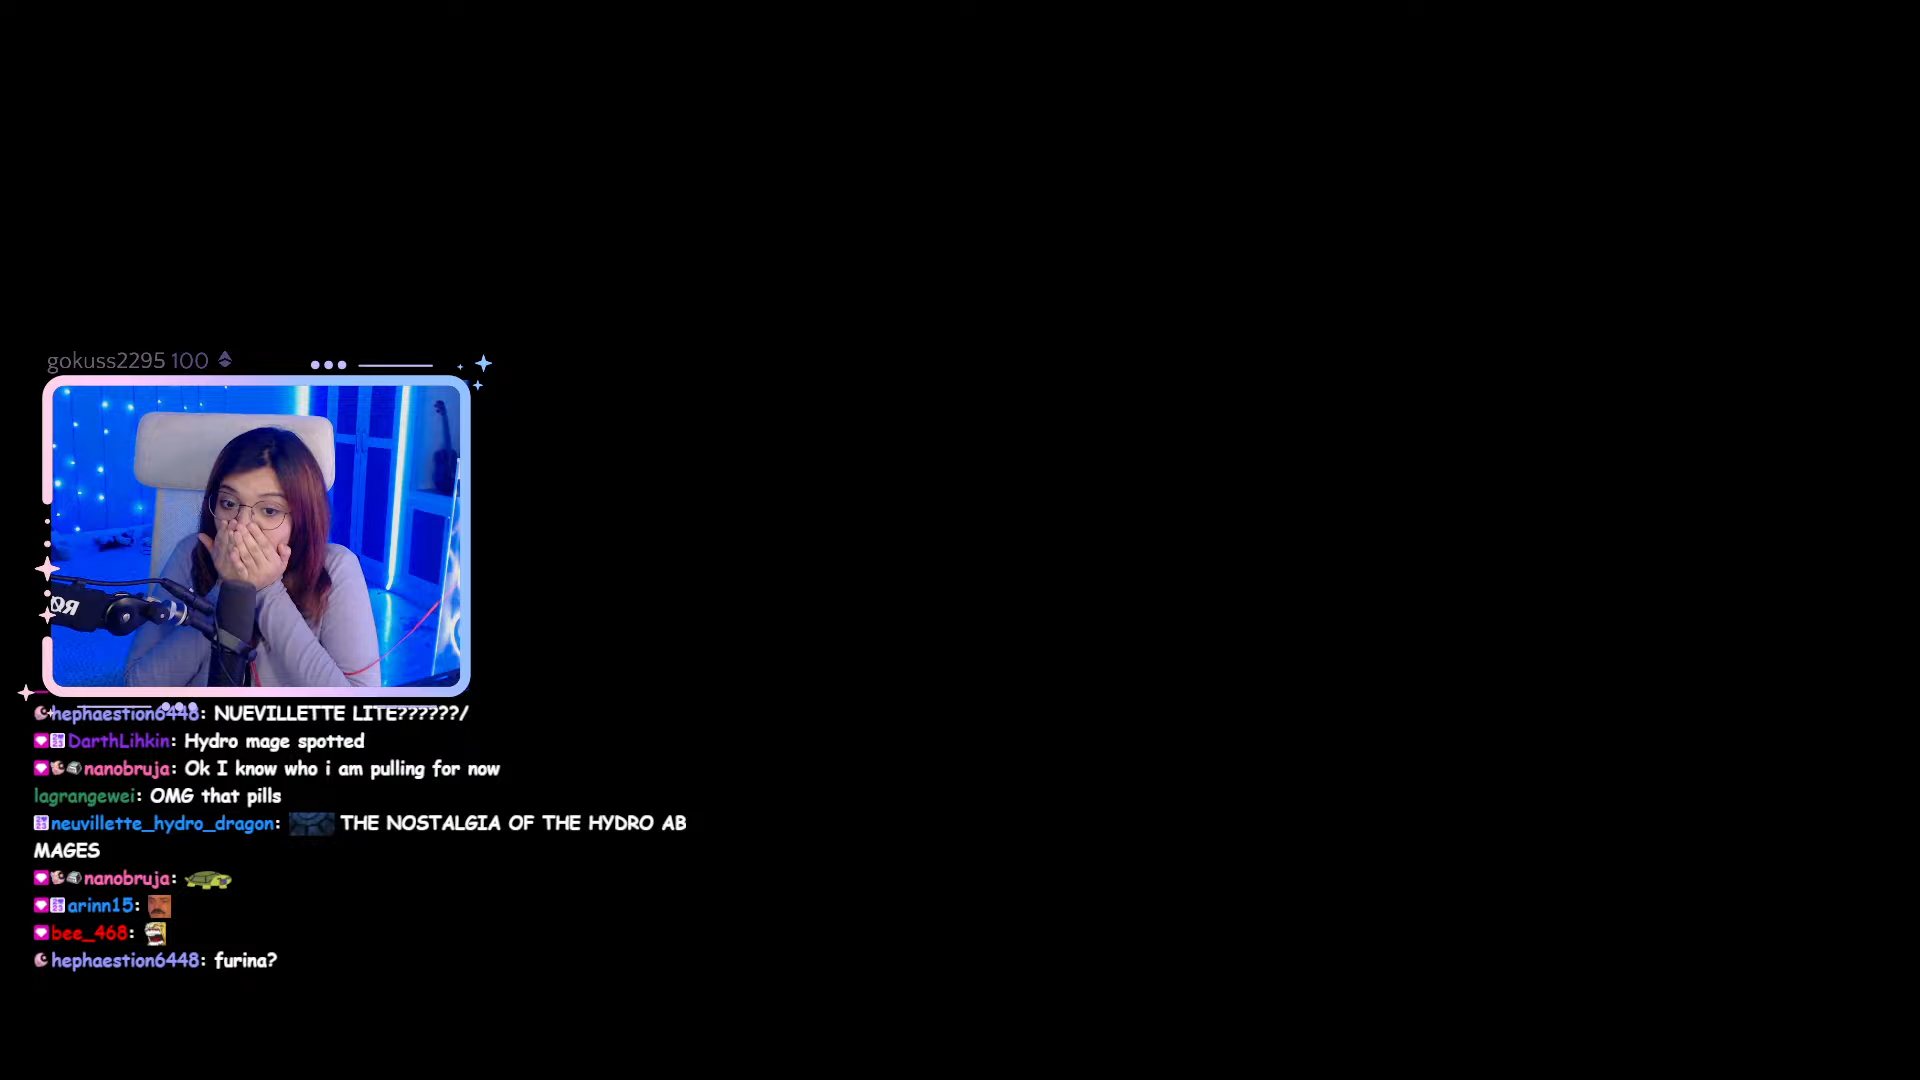 gokuss2295 100
hephaestion6448: NUEVILLETTE LITE??????/
DarthLihkin: Hydro mage spotted
nanobruja: Ok I know who i am pulling for now
lagrangewei: OMG that pills
neuvillette_hydro_dragon: THE NOSTALGIA OF THE HYDRO AB
MAGES
nanobruja:
arinn15:
bee_468:
hephaestion6448: furina?